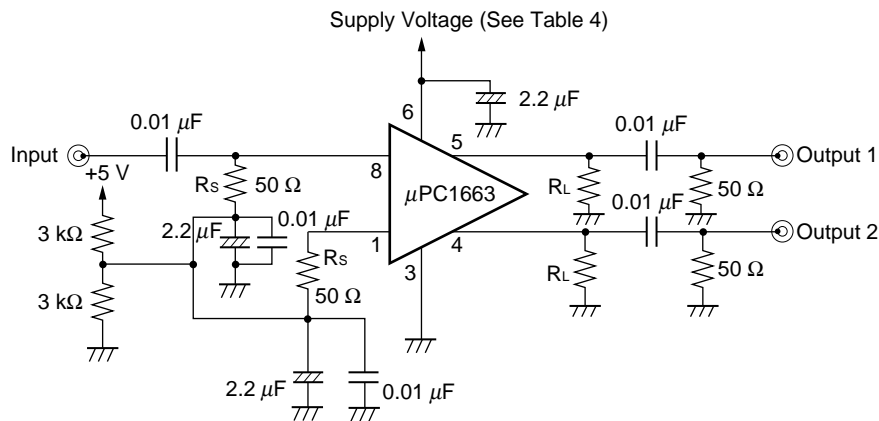 Supply Voltage (See Table 4)
2.2 µF
6
0.01 µF
5
0.01 µF
Input
8
Output 1
+5 V
RS
50 Ω
µPC1663
RL
50 Ω
0.01 µF
0.01 µF
3 kΩ
2.2 µF
1
4
Output 2
RS
3
RL
50 Ω
3 kΩ
50 Ω
2.2 µF
0.01 µF